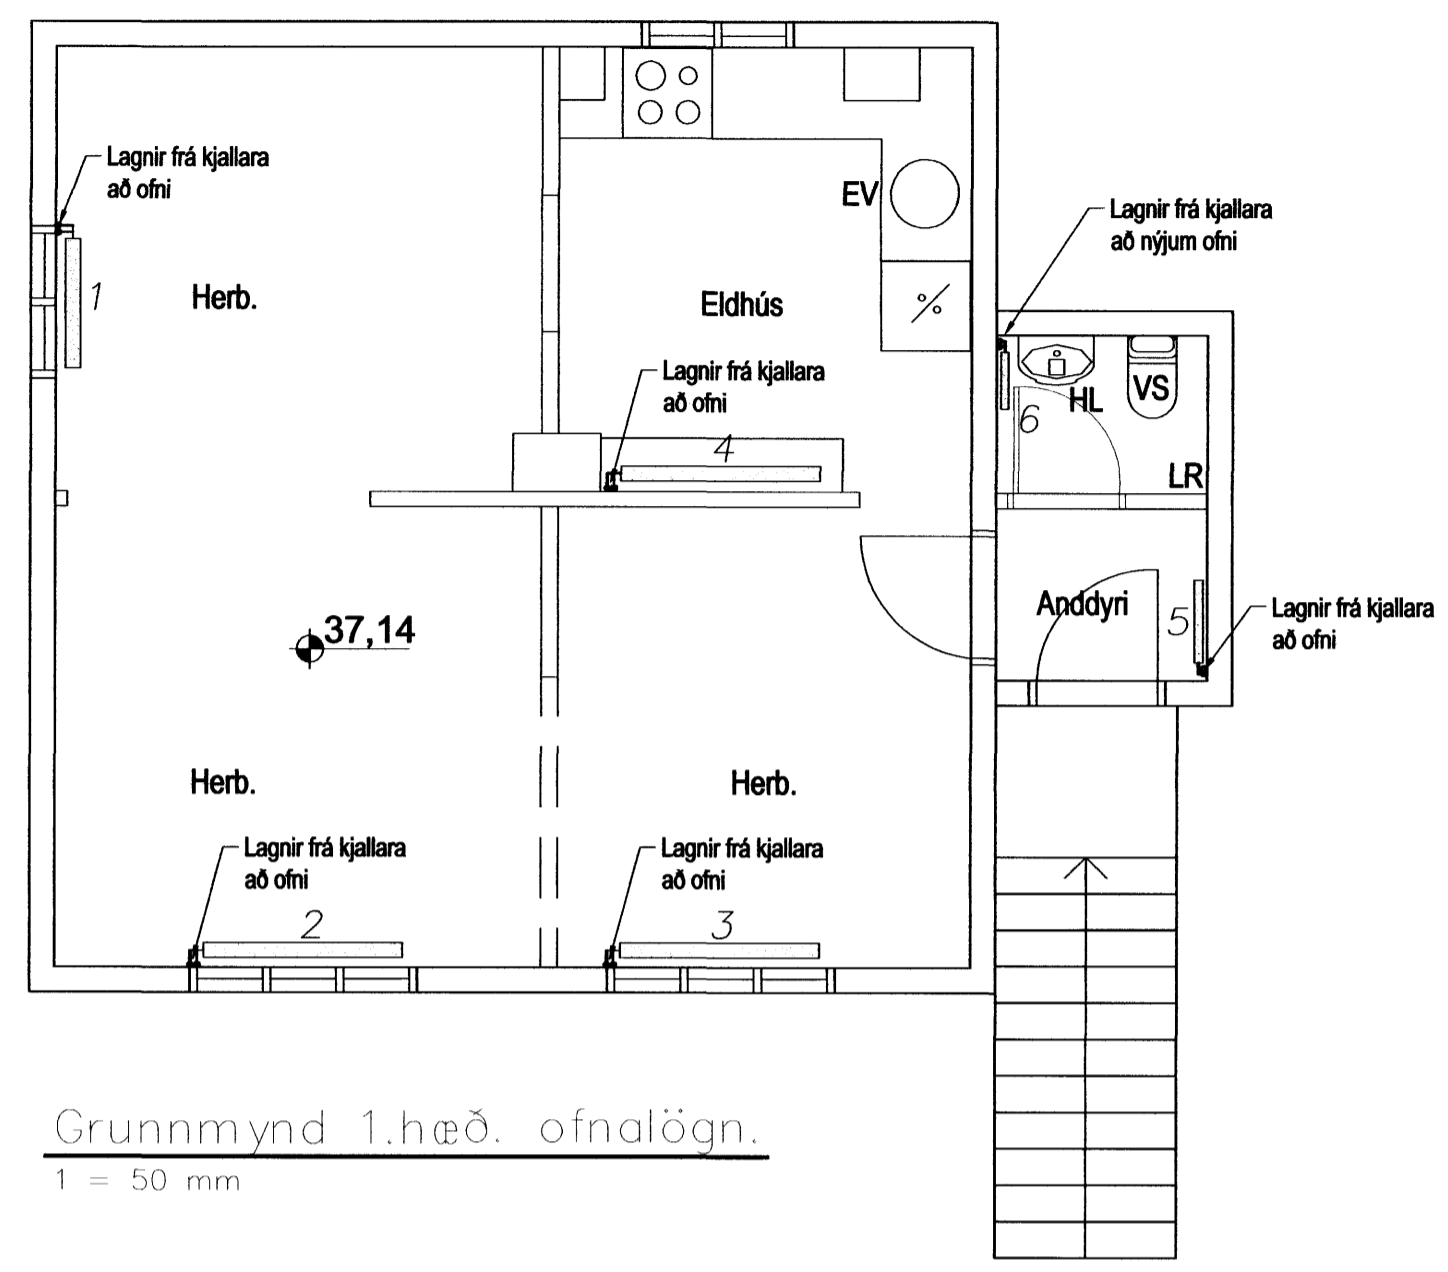 Lagnir frá kjallara
að ofni
EV
Lagnir frá kjallara
að nýjum ofni
1
Herb.
Eldhús
%
Lagnir frá kjallara
að ofni
4
6
HL
VS
LR
Anddyri
5
Lagnir frá kjallara
að ofni
37,14
Herb.
Herb.
Lagnir frá kjallara
að ofni
2
Lagnir frá kjallara
að ofni
3
Grunnmynd 1.hæð. ofnalögn.
1 = 50 mm